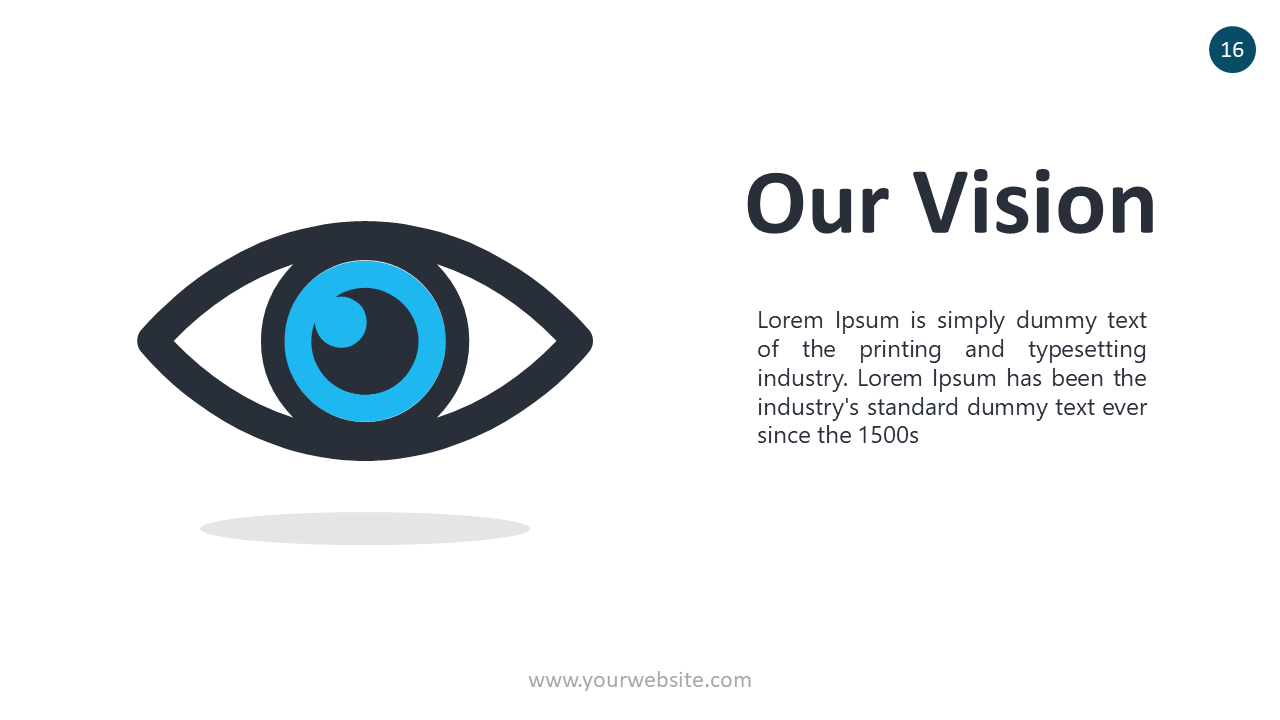 16
Our Vision
Lorem Ipsum is simply dummy text
of the printing and typesetting
industry. Lorem Ipsum has been the
industry's standard dummy text ever
since the 1500s
www.yourwebsite.com